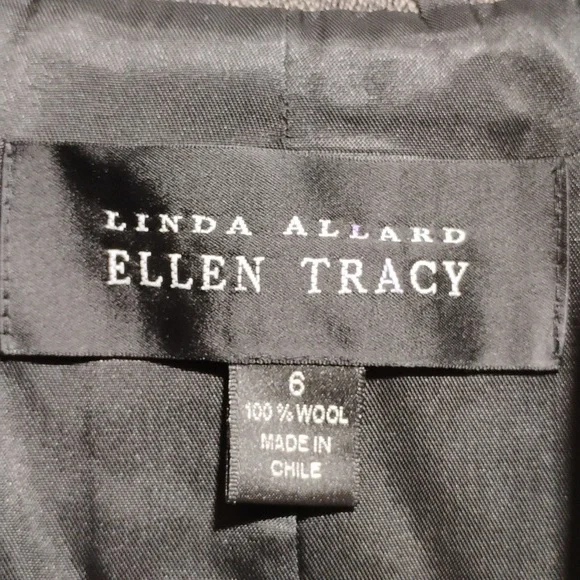 LINDA ALLARD
ELLEN TRACY
6
100 % WOOL
MADE IN
CHILE